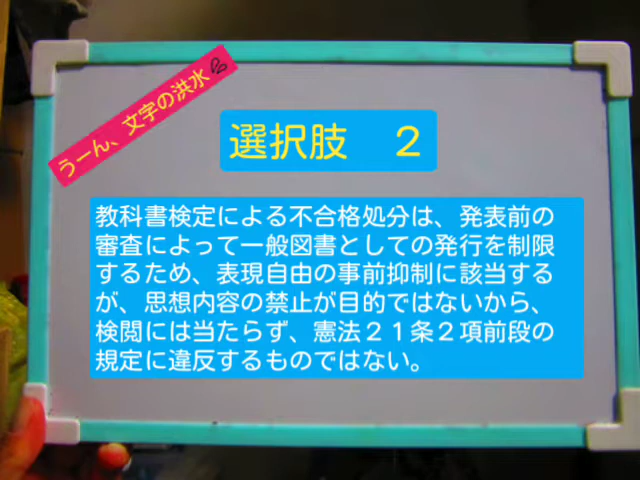 うーん、文字の洪水💦
選択肢　２
教科書検定による不合格処分は、発表前の
審査によって一般図書としての発行を制限
するため、表現自由の事前抑制に該当する
が、思想内容の禁止が目的ではないから、
検閲には当たらず、憲法２１条２項前段の
規定に違反するものではない。